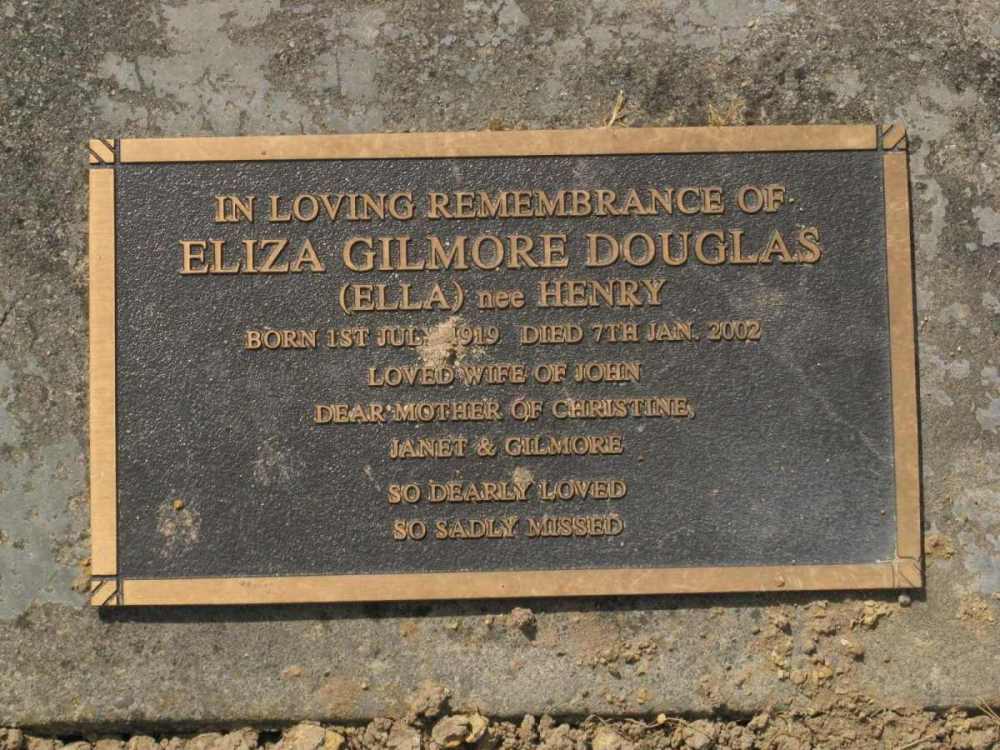 IN LOVING REMEMBRANCE OF
ELIZA GILMORE DOUGLAS
(ELLA) nee HENRY
BORN 1ST JULY 1919 DIED 7TH JAN. 2002
LOVED WIFE OF JOHN
DEAR MOTHER OF CHRISTINE,
JANET & GILMORE
SO DEARLY LOVED
SO SADLY MISSED